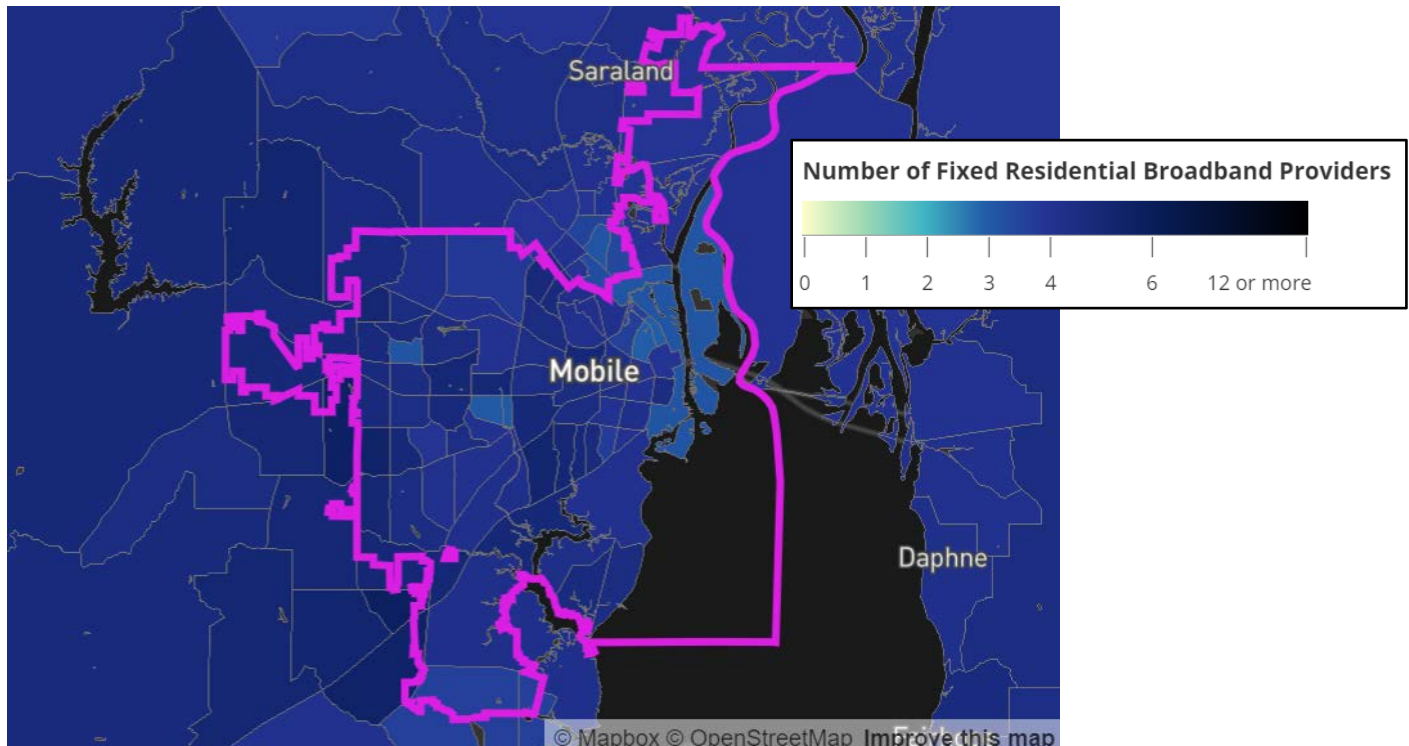 Saraland
Number of Fixed Residential Broadband Providers
0 1 2 3 4 6 12 or more
Mobile
Daphne
© Mapbox © OpenStreetMap Improve this map